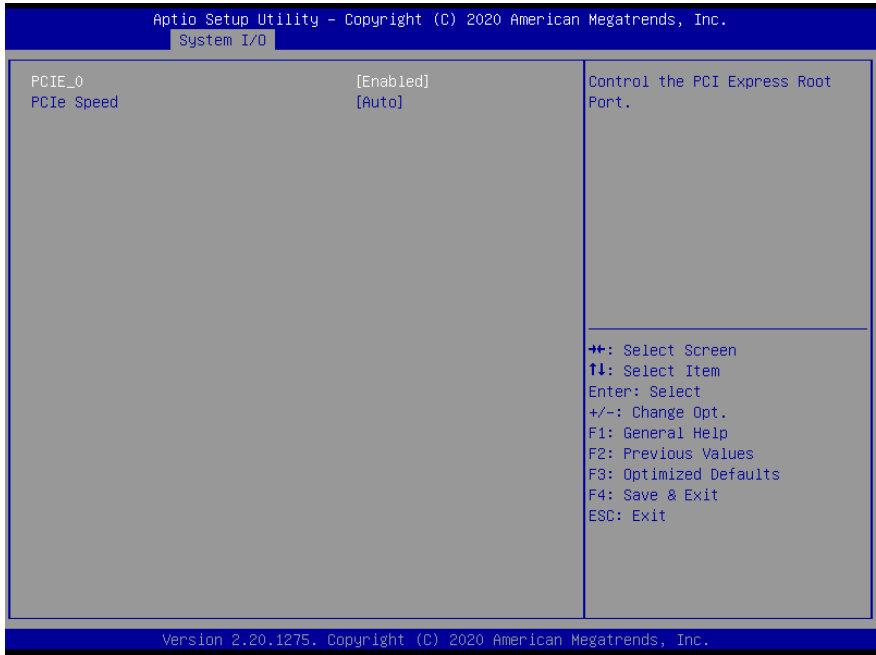 Aptio Setup Utility – Copyright (C) 2020 American Megatrends, Inc.
System I/O
PCIE_0 [Enabled]
PCIe Speed [Auto]
Control the PCI Express Root
Port.
→←: Select Screen
↑↓: Select Item
Enter: Select
+/-: Change Opt.
F1: General Help
F2: Previous Values
F3: Optimized Defaults
F4: Save & Exit
ESC: Exit
Version 2.20.1275. Copyright (C) 2020 American Megatrends, Inc.